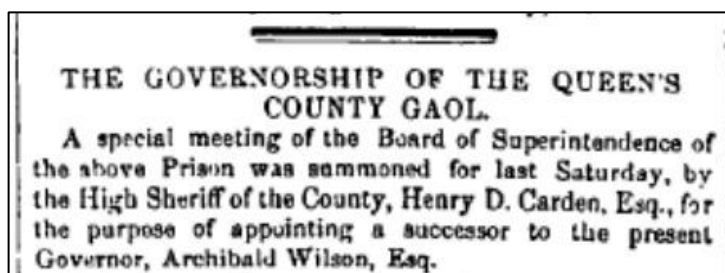 THE GOVERNORSHIP OF THE QUEEN'S
COUNTY GAOL.
A special meeting of the Board of Superintendence of
the above Prison was summoned for last Saturday, by
the High Sheriff of the County, Henry D. Carden, Esq., for
the purpose of appointing a successor to the present
Governor, Archibald Wilson, Esq.